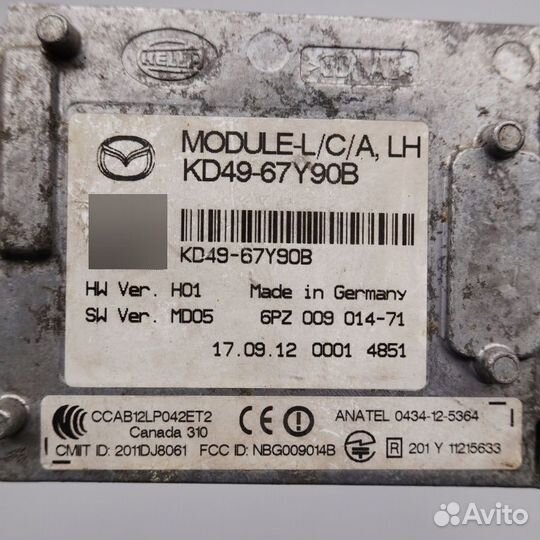 HELLA
MODULE-L/C/A, LH
KD49-67Y90B
KD49-67Y90B
HW Ver. H01 Made in Germany
SW Ver. MD05 6PZ 009 014-71
17.09.12 0001 4851
CCAB12LP042ET2
Canada 310
CMIIT ID: 2011DJ8061 FCC ID: NBG009014B
CE
ANATEL 0434-12-5364
R 201 Y 11215633
Avito